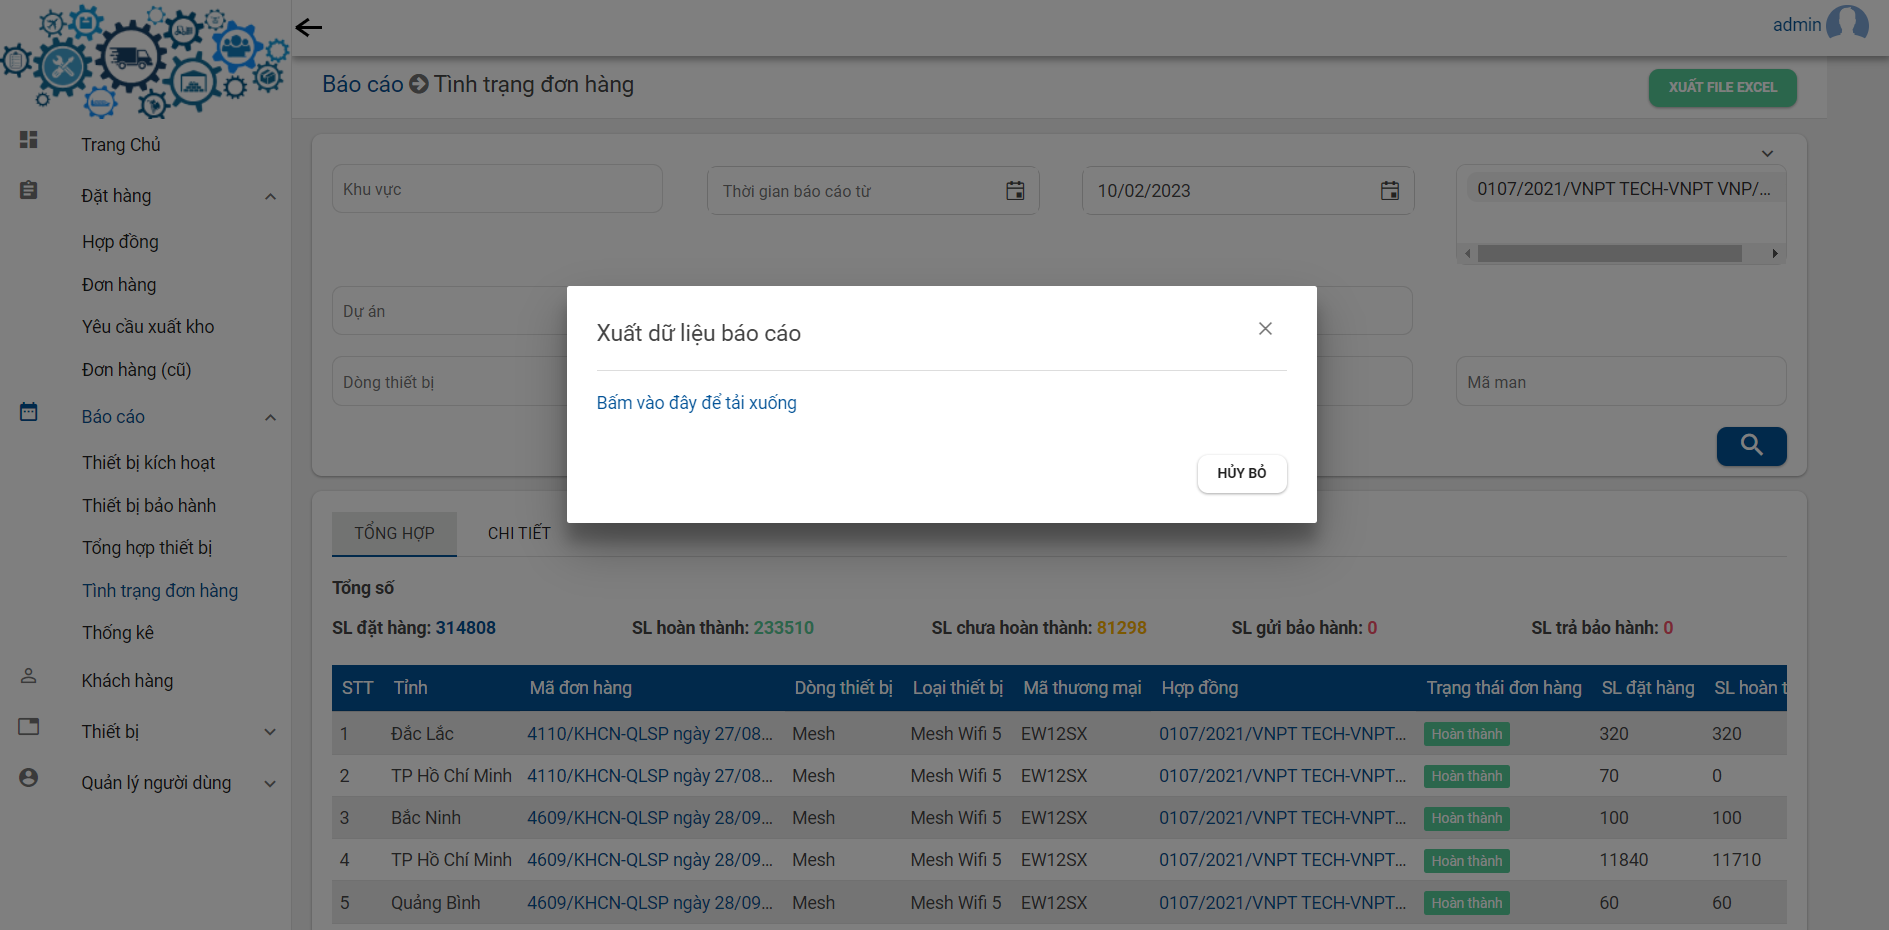 admin
Báo cáo Tình trạng đơn hàng
XUẤT FILE EXCEL
Trang Chủ
Đặt hàng
Hợp đồng
Đơn hàng
Yêu cầu xuất kho
Đơn hàng (cũ)
Báo cáo
Thiết bị kích hoạt
Thiết bị bảo hành
Tổng hợp thiết bị
Tình trạng đơn hàng
Thống kê
Khách hàng
Thiết bị
Quản lý người dùng
Khu vực
Thời gian báo cáo từ
10/02/2023
0107/2021/VNPT TECH-VNPT VNP/...
Dự án
Dòng thiết bị
Mã man
Xuất dữ liệu báo cáo
Bấm vào đây để tải xuống
HỦY BỎ
TỔNG HỢP CHI TIẾT
Tổng số
SL đặt hàng: 314808 SL hoàn thành: 233510 SL chưa hoàn thành: 81298 SL gửi bảo hành: 0 SL trả bảo hành: 0
STT Tỉnh Mã đơn hàng Dòng thiết bị Loại thiết bị Mã thương mại Hợp đồng Trạng thái đơn hàng SL đặt hàng SL hoàn t
1 Đắc Lắc 4110/KHCN-QLSP ngày 27/08... Mesh Mesh Wifi 5 EW12SX 0107/2021/VNPT TECH-VNPT... Hoàn thành 320 320
2 TP Hồ Chí Minh 4110/KHCN-QLSP ngày 27/08... Mesh Mesh Wifi 5 EW12SX 0107/2021/VNPT TECH-VNPT... Hoàn thành 70 0
3 Bắc Ninh 4609/KHCN-QLSP ngày 28/09... Mesh Mesh Wifi 5 EW12SX 0107/2021/VNPT TECH-VNPT... Hoàn thành 100 100
4 TP Hồ Chí Minh 4609/KHCN-QLSP ngày 28/09... Mesh Mesh Wifi 5 EW12SX 0107/2021/VNPT TECH-VNPT... Hoàn thành 11840 11710
5 Quảng Bình 4609/KHCN-QLSP ngày 28/09... Mesh Mesh Wifi 5 EW12SX 0107/2021/VNPT TECH-VNPT... Hoàn thành 60 60